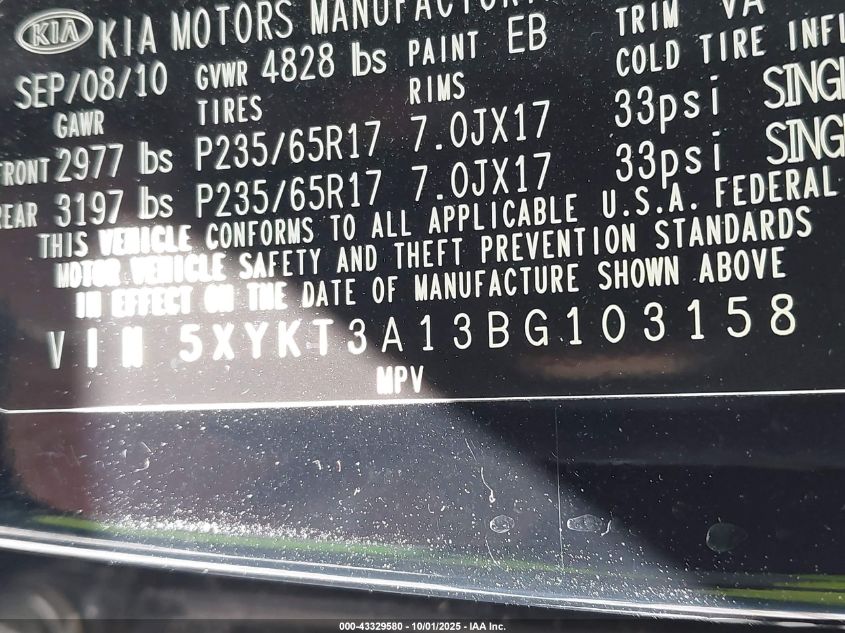 KIA KIA MOTORS MANUFACTUR
SEP/08/10 GVWR 4828 lbs PAINT EB TRIM VA
GAWR TIRES RIMS COLD TIRE INFL
FRONT 2977 lbs P235/65R17 7.0JX17 33psi SINGL
REAR 3197 lbs P235/65R17 7.0JX17 33psi SING
THIS VEHICLE CONFORMS TO ALL APPLICABLE U.S.A. FEDERAL
MOTOR VEHICLE SAFETY AND THEFT PREVENTION STANDARDS
IN EFFECT ON THE DATE OF MANUFACTURE SHOWN ABOVE
VIN 5XYKT3A13BG103158
MPV
000-43329580 - 10/01/2025 - IAA Inc.